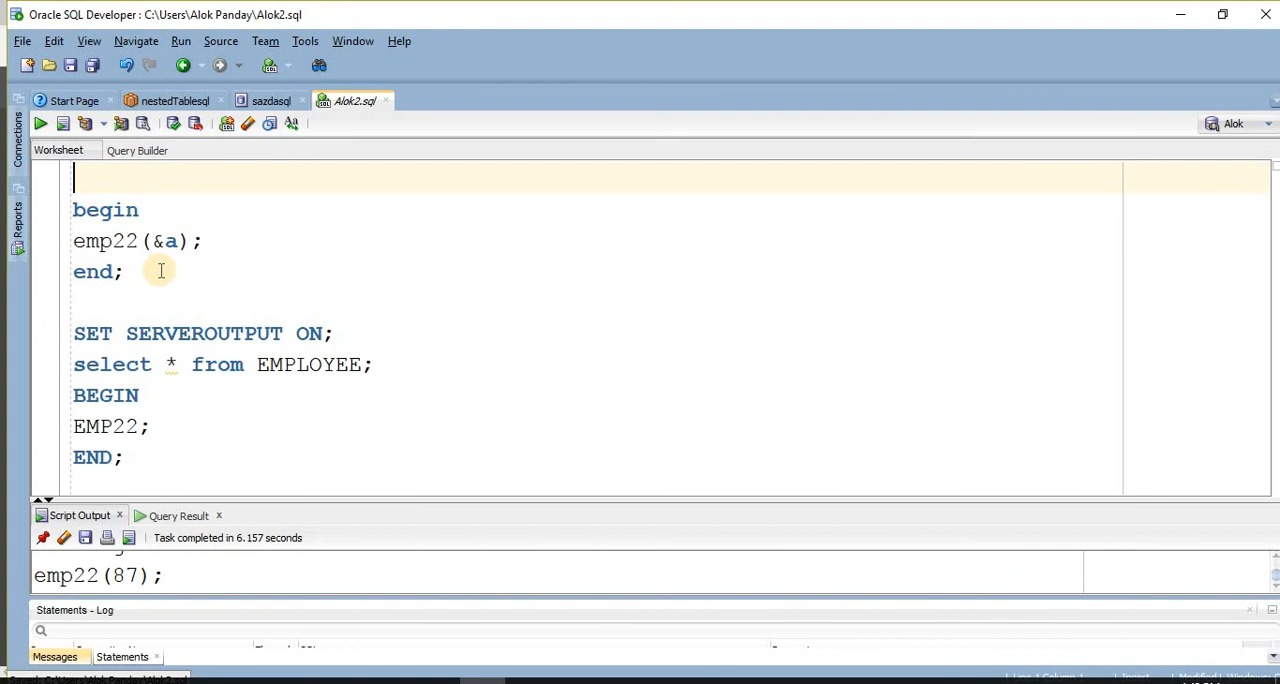 Oracle SQL Developer : C:\Users\Alok Panday\Alok2.sql
File Edit View Navigate Run Source Team Tools Window Help
Start Page nestedTablesql sazdasql Alok2.sql
Connections
Reports
Alok
Worksheet Query Builder
begin
emp22(&a);
end;
SET SERVEROUTPUT ON;
select * from EMPLOYEE;
BEGIN
EMP22;
END;
Script Output Query Result
Task completed in 6.157 seconds
emp22(87);
Statements - Log
Messages Statements